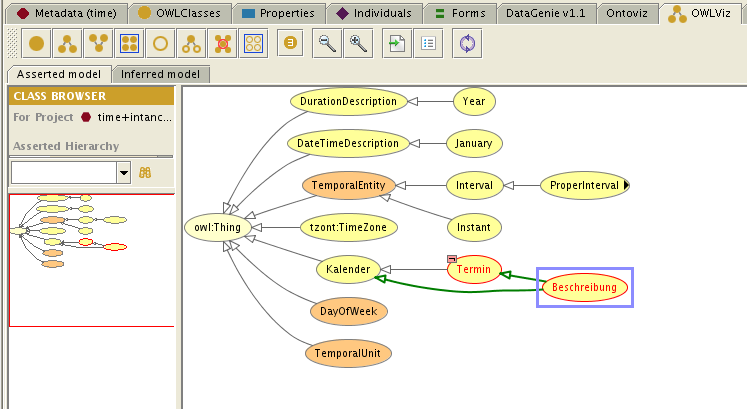 Metadata (time) OWLClasses Properties Individuals Forms DataGenie v1.1 Ontoviz OWLViz
Asserted model Inferred model
CLASS BROWSER
For Project time+intanc...
Asserted Hierarchy
DurationDescription Year
DateTimeDescription January
TemporalEntity Interval ProperInterval
owl:Thing tzont:TimeZone Instant
Kalender Termin
Beschreibung
DayOfWeek
TemporalUnit